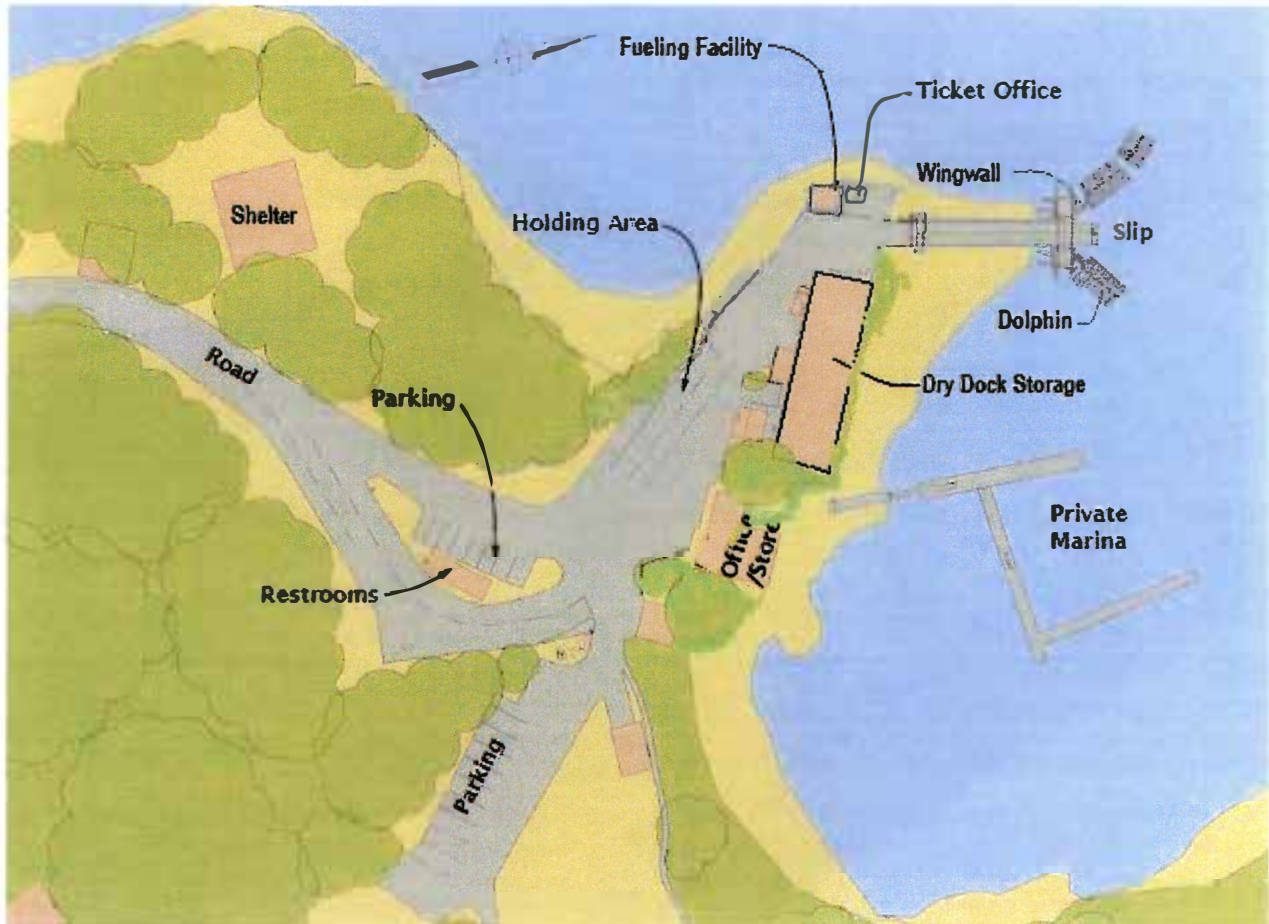 Fueling Facility
Ticket Office
Wingwall
Shelter
Holding Area
Slip
Dolphin
Road
Parking
Dry Dock Storage
Office
/Store
Private
Marina
Restrooms
Parking